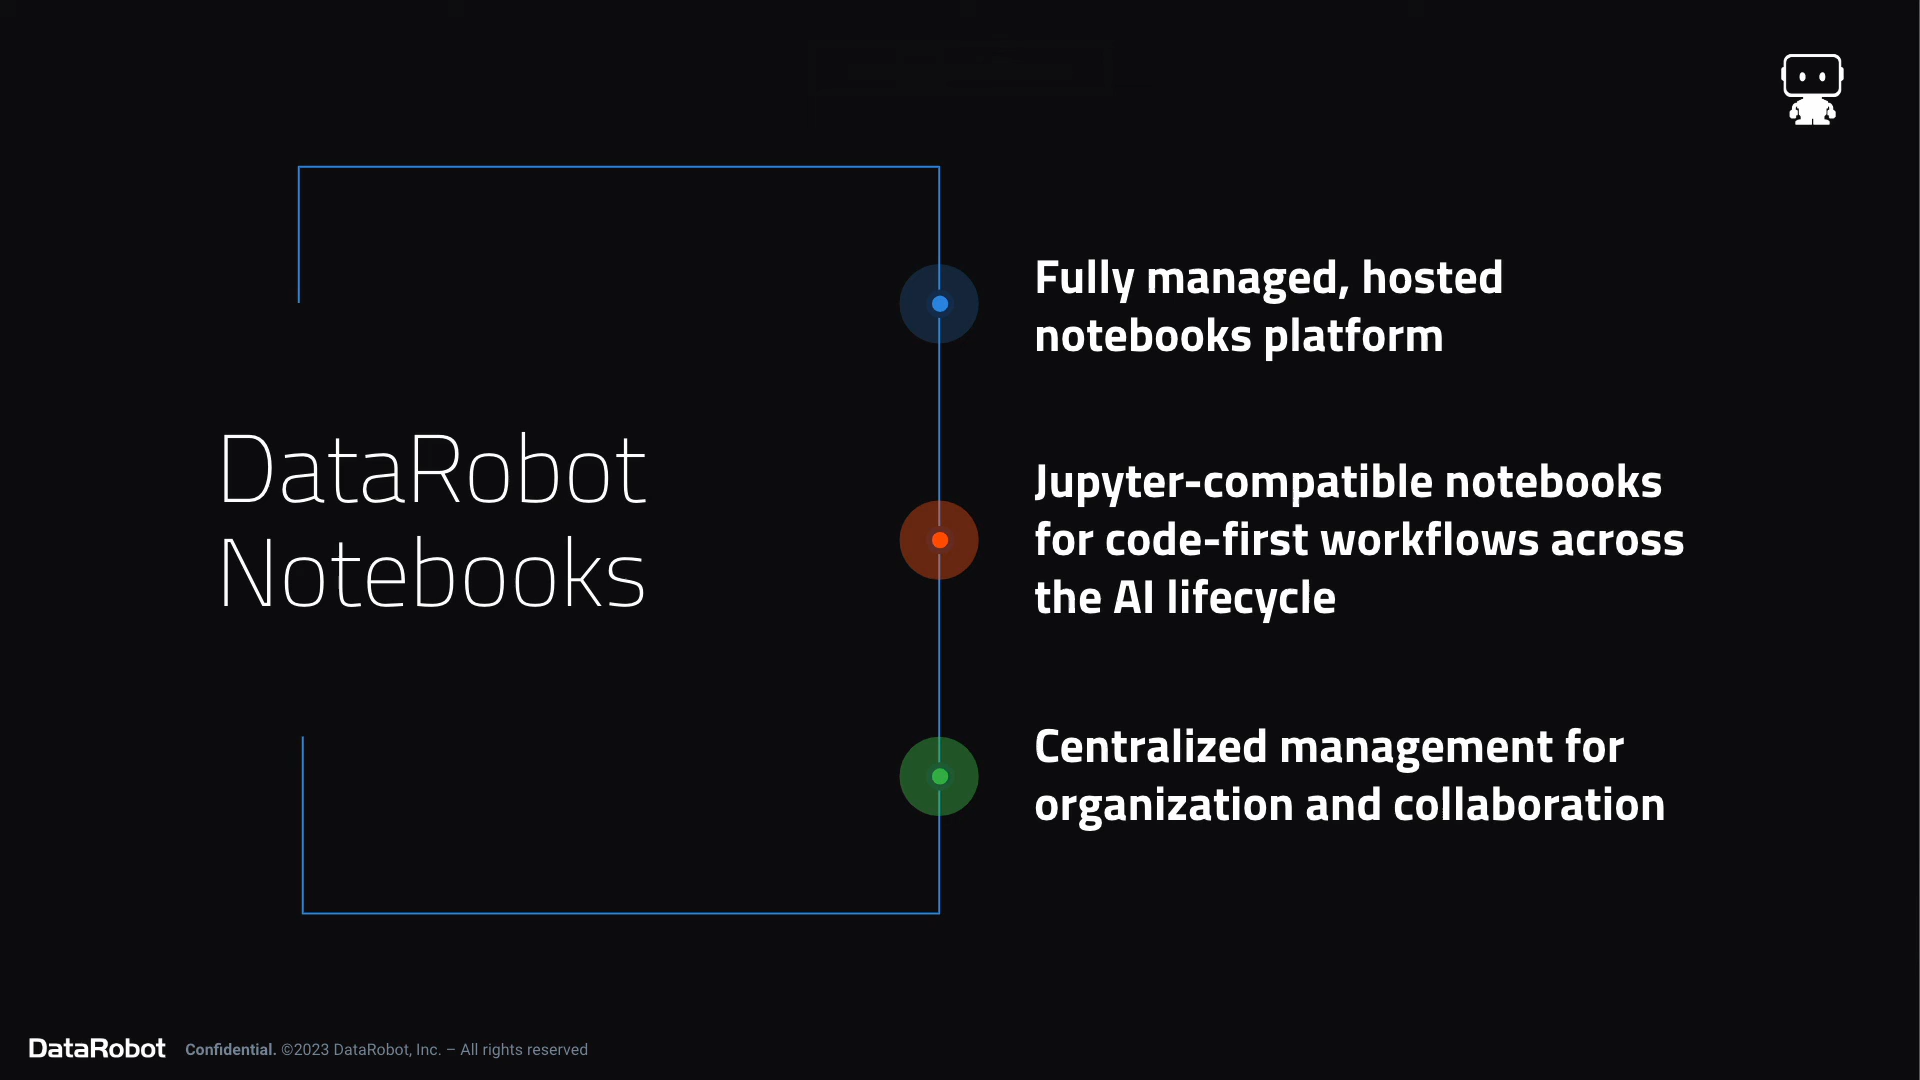 DataRobot
Notebooks
Fully managed, hosted
notebooks platform
Jupyter-compatible notebooks
for code-first workflows across
the AI lifecycle
Centralized management for
organization and collaboration
DataRobot Confidential. ©2023 DataRobot, Inc. – All rights reserved